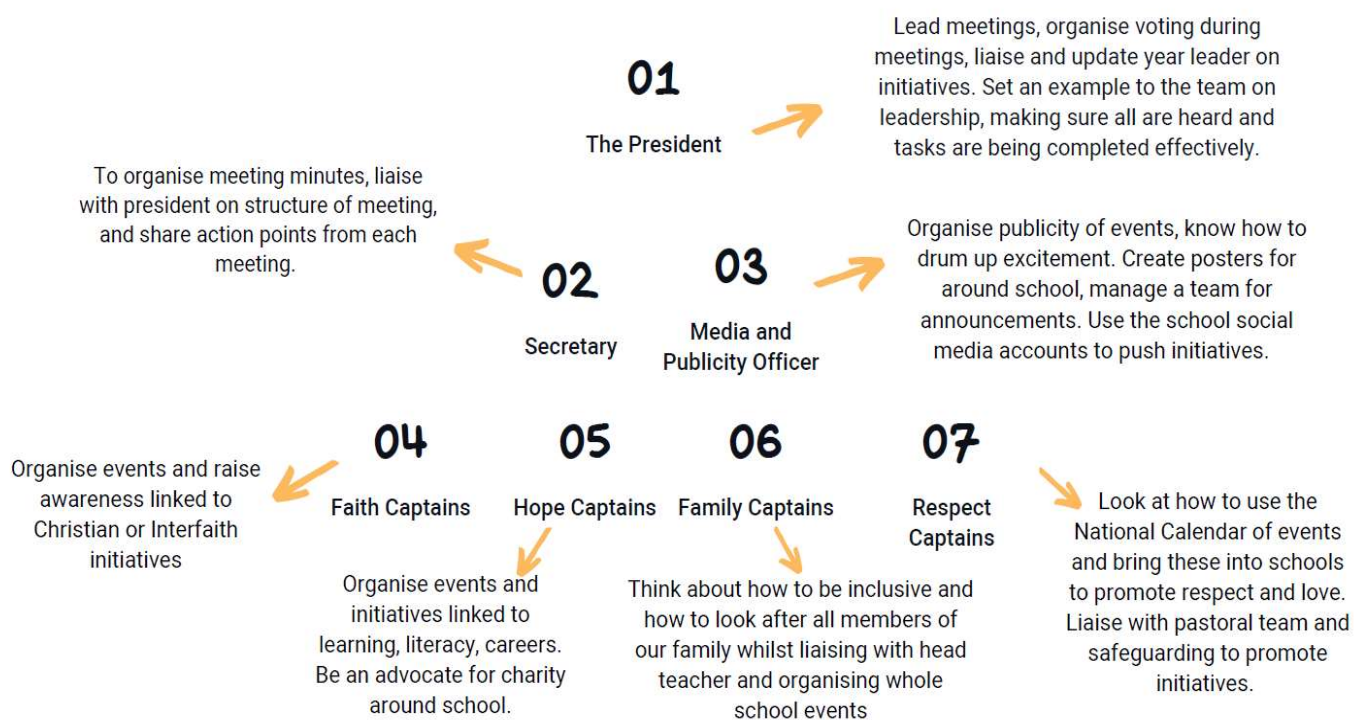 01
The President
Lead meetings, organise voting during
meetings, liaise and update year leader on
initiatives. Set an example to the team on
leadership, making sure all are heard and
tasks are being completed effectively.
To organise meeting minutes, liaise
with president on structure of meeting,
and share action points from each
meeting.
02
Secretary
03
Media and
Publicity Officer
Organise publicity of events, know how to
drum up excitement. Create posters for
around school, manage a team for
announcements. Use the school social
media accounts to push initiatives.
04
Faith Captains
Organise events and raise
awareness linked to
Christian or Interfaith
initiatives
05
Hope Captains
Organise events and
initiatives linked to
learning, literacy, careers.
Be an advocate for charity
around school.
06
Family Captains
Think about how to be inclusive and
how to look after all members of
our family whilst liaising with head
teacher and organising whole
school events
07
Respect
Captains
Look at how to use the
National Calendar of events
and bring these into schools
to promote respect and love.
Liaise with pastoral team and
safeguarding to promote
initiatives.